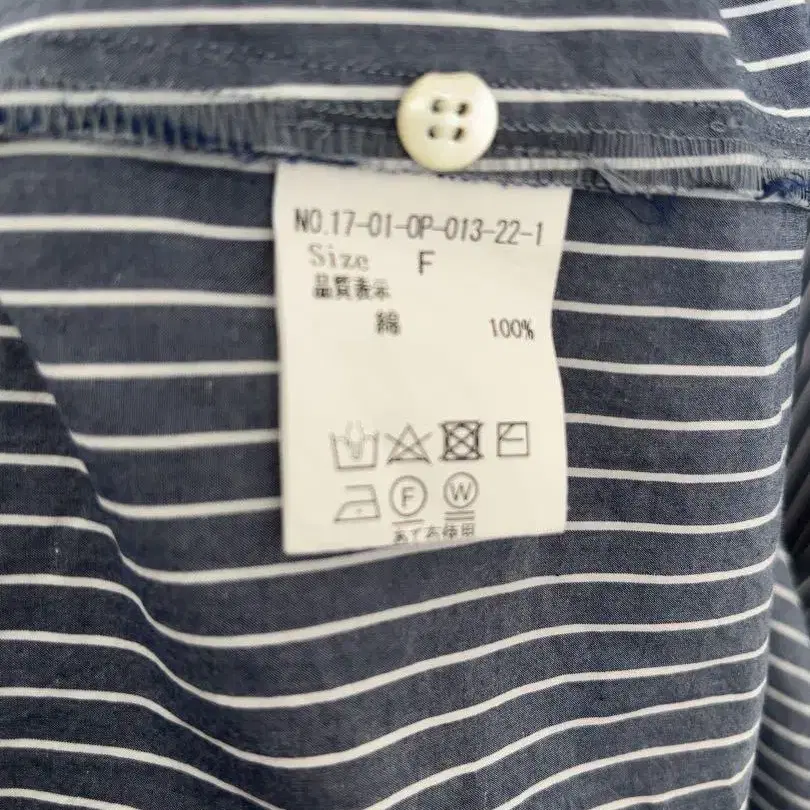 NO.17-01-OP-013-22-1
Size F
品質表示
綿 100%
F W
あて布使用